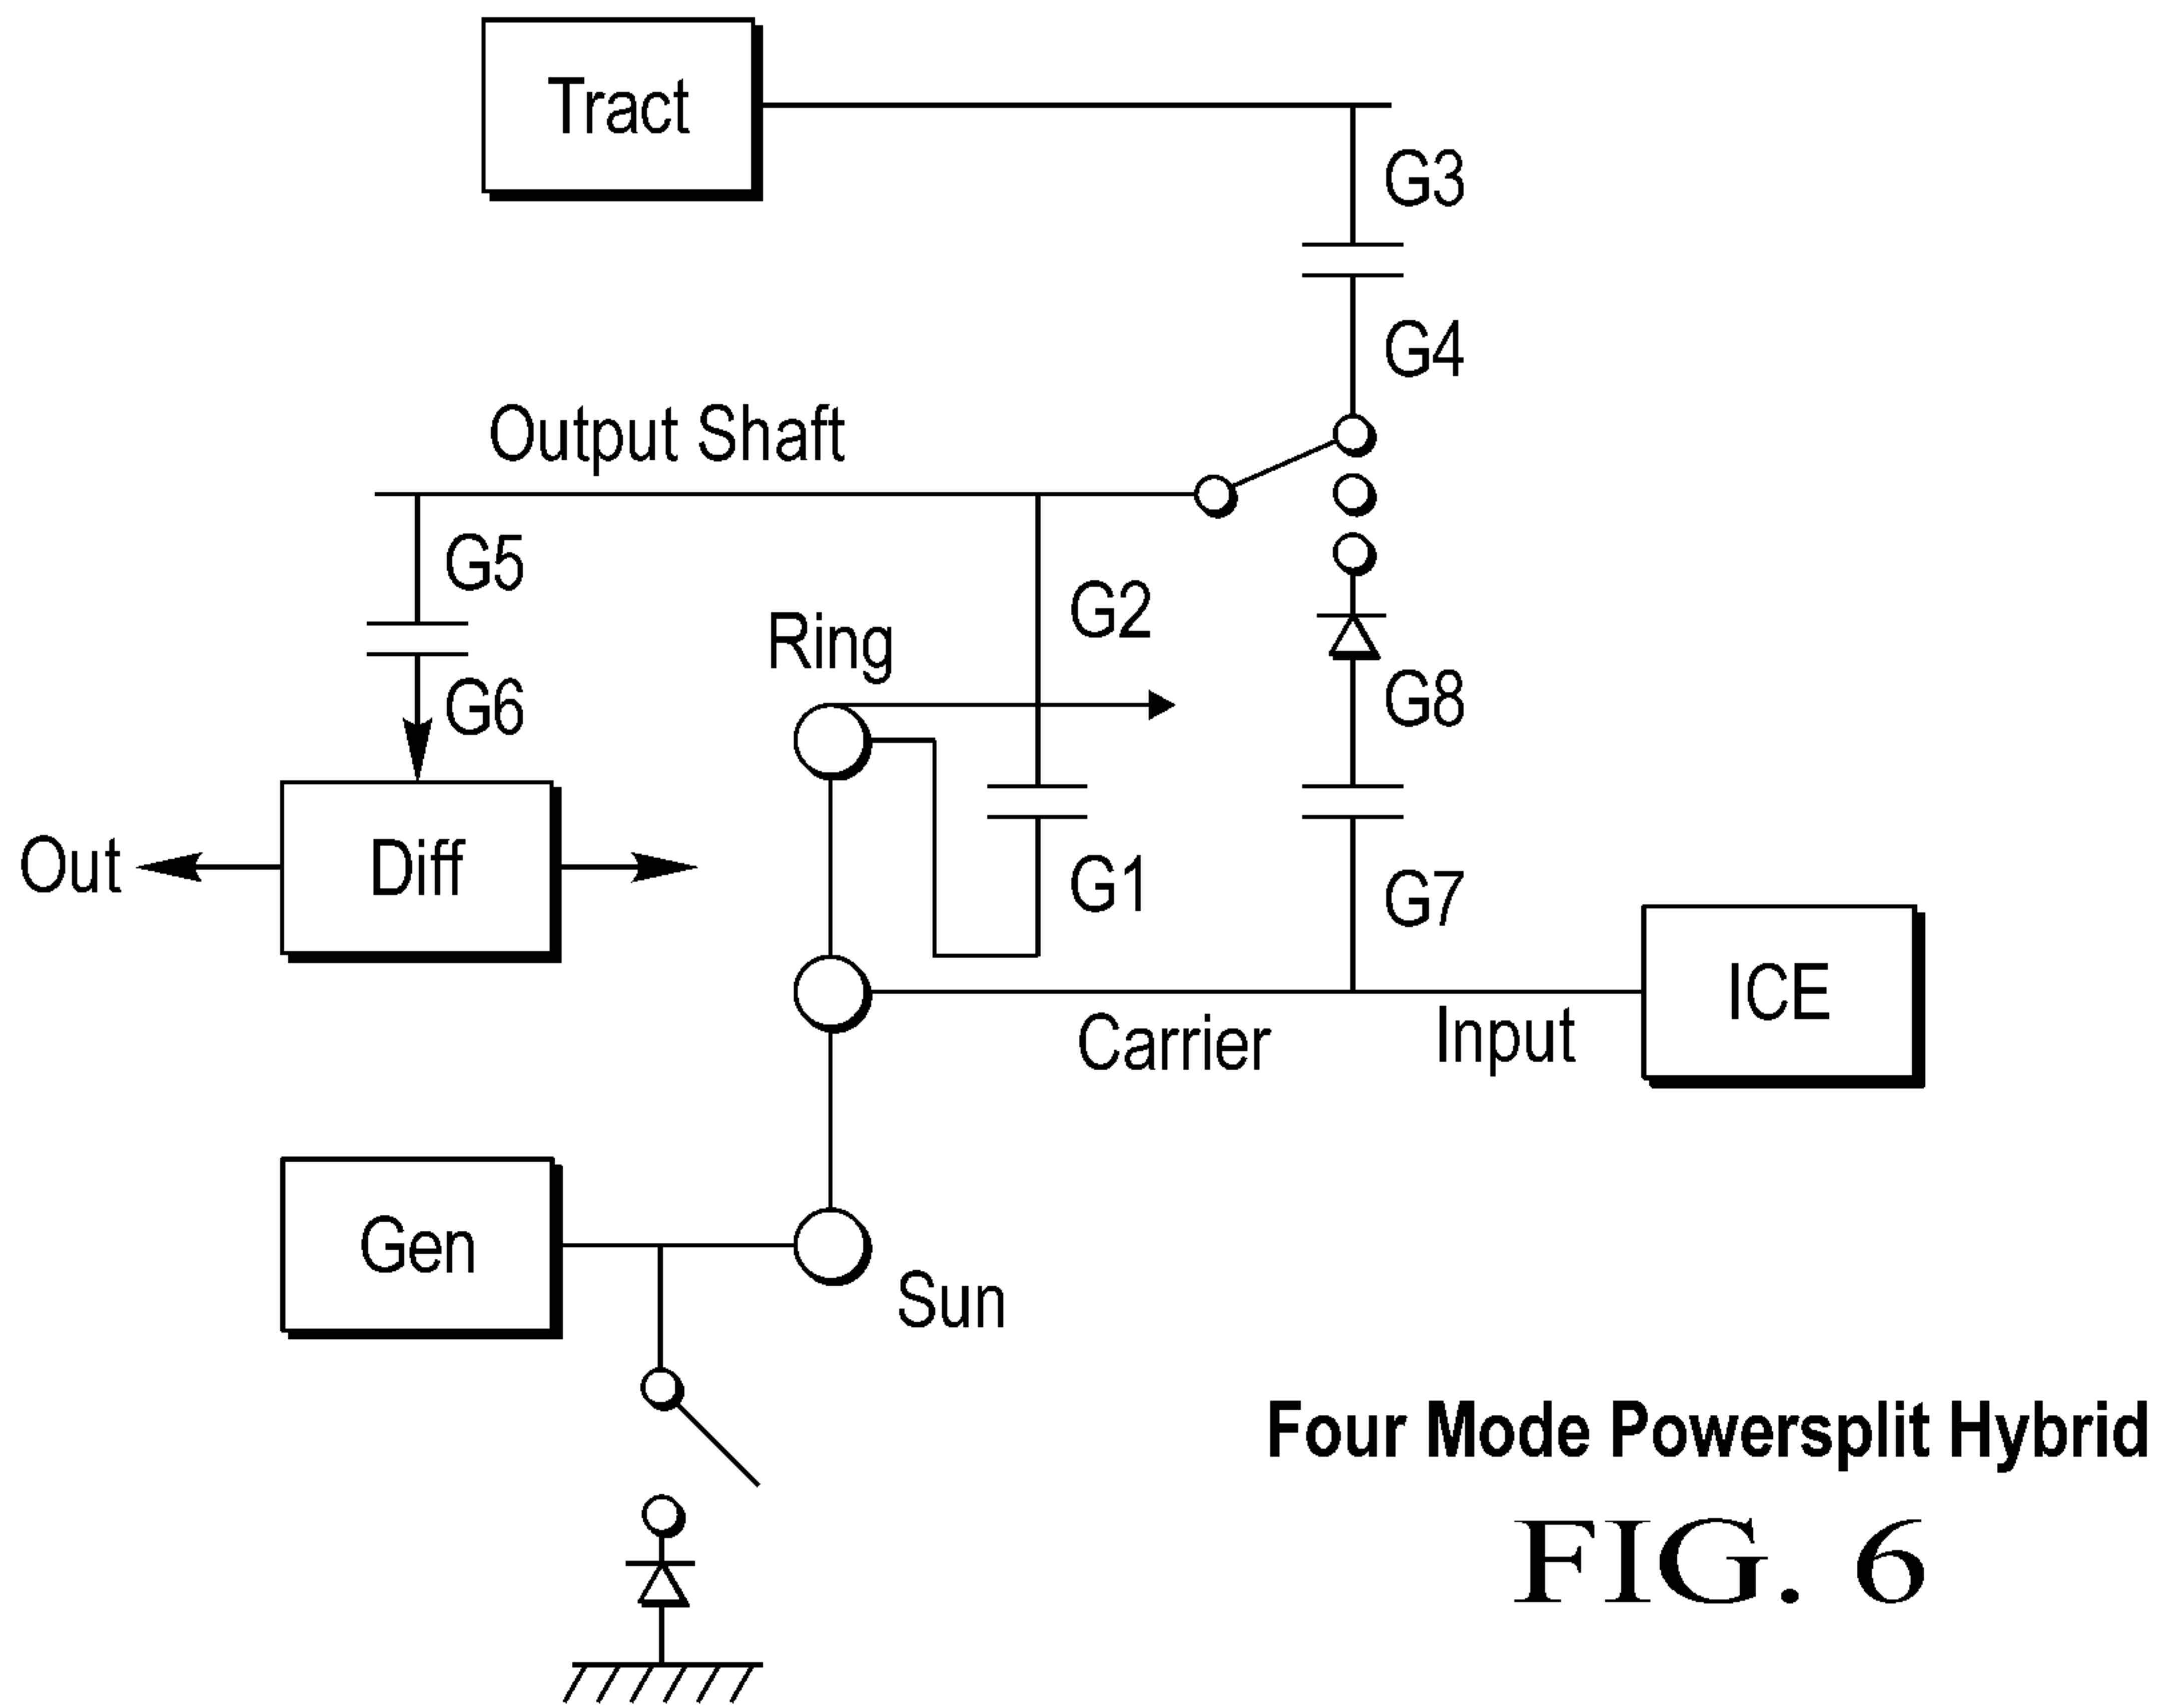 Tract
G3
G4
Output Shaft
G5
G2
Ring
G6
G8
Out
Diff
G1
G7
ICE
Carrier
Input
Gen
Sun
Four Mode Powersplit Hybrid
FIG. 6